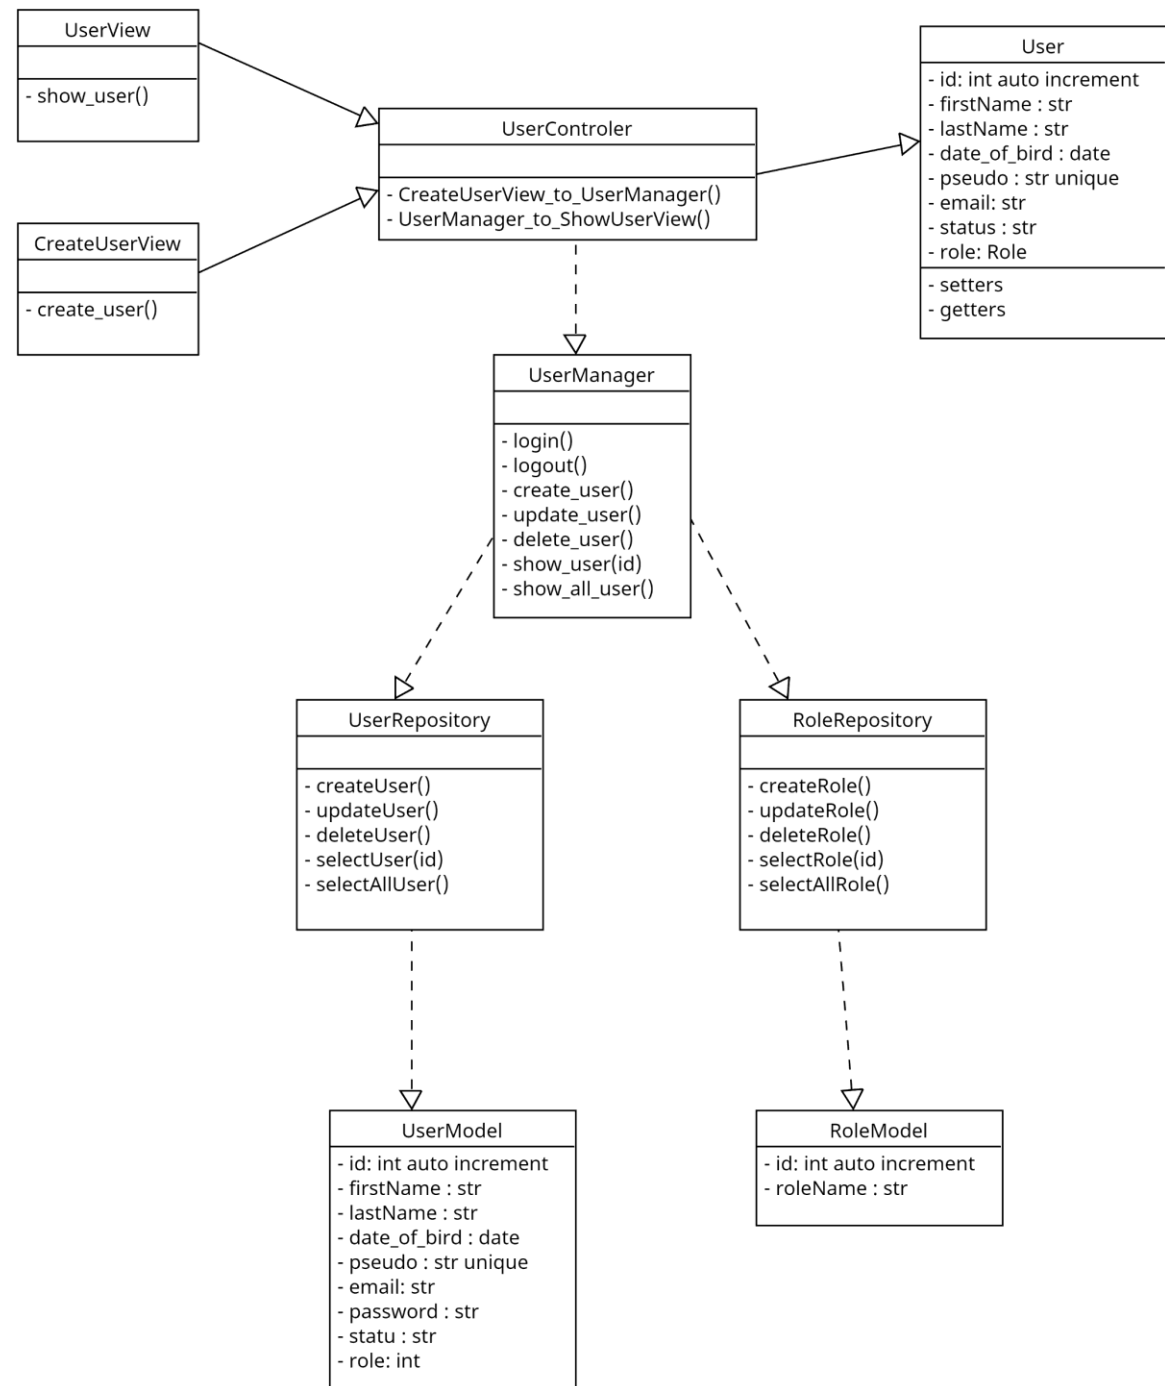 UserView
- show_user()
CreateUserView
- create_user()
UserControler
- CreateUserView_to_UserManager()
- UserManager_to_ShowUserView()
User
- id: int auto increment
- firstName : str
- lastName : str
- date_of_bird : date
- pseudo : str unique
- email: str
- status : str
- role: Role
- setters
- getters
UserManager
- login()
- logout()
- create_user()
- update_user()
- delete_user()
- show_user(id)
- show_all_user()
UserRepository
- createUser()
- updateUser()
- deleteUser()
- selectUser(id)
- selectAllUser()
RoleRepository
- createRole()
- updateRole()
- deleteRole()
- selectRole(id)
- selectAllRole()
UserModel
- id: int auto increment
- firstName : str
- lastName : str
- date_of_bird : date
- pseudo : str unique
- email: str
- password : str
- statu : str
- role: int
RoleModel
- id: int auto increment
- roleName : str